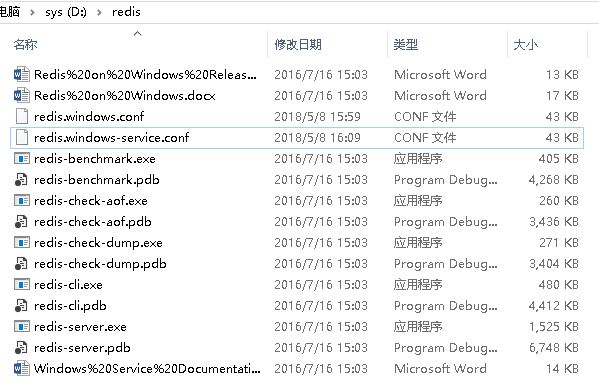 电脑 > sys (D:) > redis
名称 修改日期 类型 大小
Redis%20on%20Windows%20Releas... 2016/7/16 15:03 Microsoft Word 13 KB
Redis%20on%20Windows.docx 2016/7/16 15:03 Microsoft Word 17 KB
redis.windows.conf 2018/5/8 15:59 CONF 文件 43 KB
redis.windows-service.conf 2018/5/8 16:09 CONF 文件 43 KB
redis-benchmark.exe 2016/7/16 15:03 应用程序 405 KB
redis-benchmark.pdb 2016/7/16 15:03 Program Debug... 4,268 KB
redis-check-aof.exe 2016/7/16 15:03 应用程序 260 KB
redis-check-aof.pdb 2016/7/16 15:03 Program Debug... 3,436 KB
redis-check-dump.exe 2016/7/16 15:03 应用程序 271 KB
redis-check-dump.pdb 2016/7/16 15:03 Program Debug... 3,404 KB
redis-cli.exe 2016/7/16 15:03 应用程序 480 KB
redis-cli.pdb 2016/7/16 15:03 Program Debug... 4,412 KB
redis-server.exe 2016/7/16 15:03 应用程序 1,525 KB
redis-server.pdb 2016/7/16 15:03 Program Debug... 6,748 KB
Windows%20Service%20Documentati... 2016/7/16 15:03 Microsoft Word 14 KB